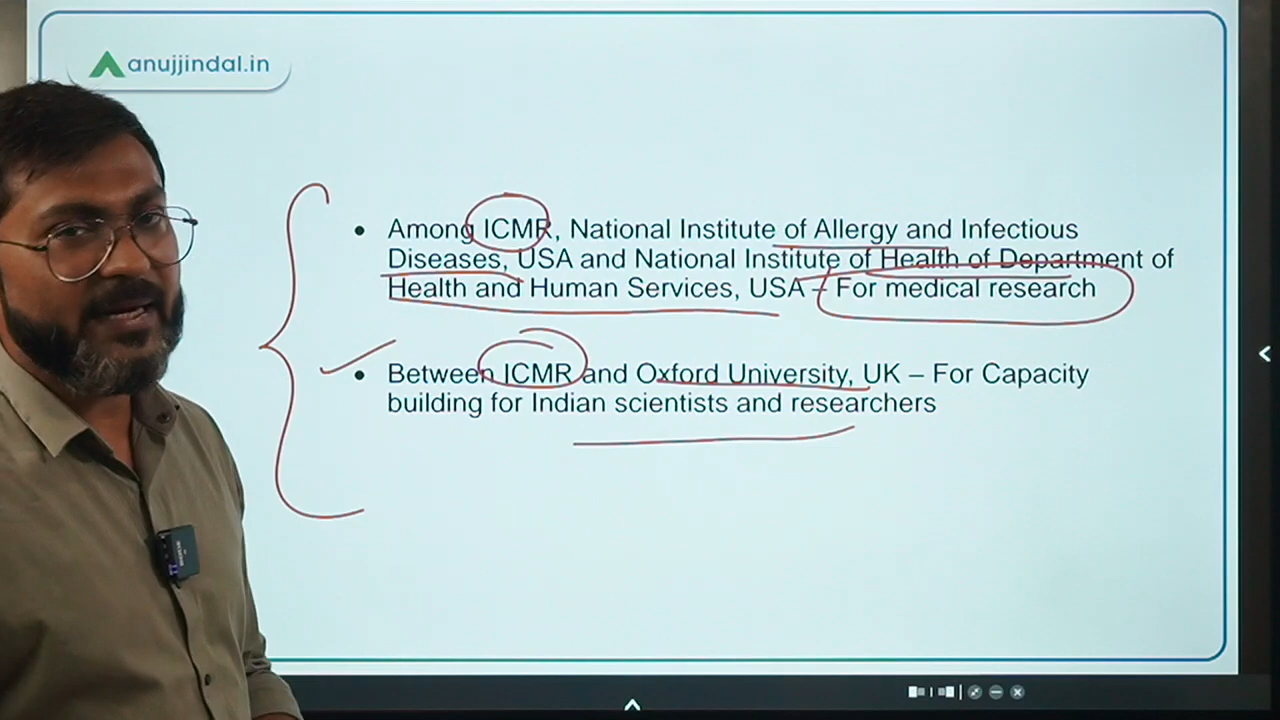 anujjindal.in
Among ICMR, National Institute of Allergy and Infectious
Diseases, USA and National Institute of Health of Department of
Health and Human Services, USA – For medical research
Between ICMR and Oxford University, UK – For Capacity
building for Indian scientists and researchers